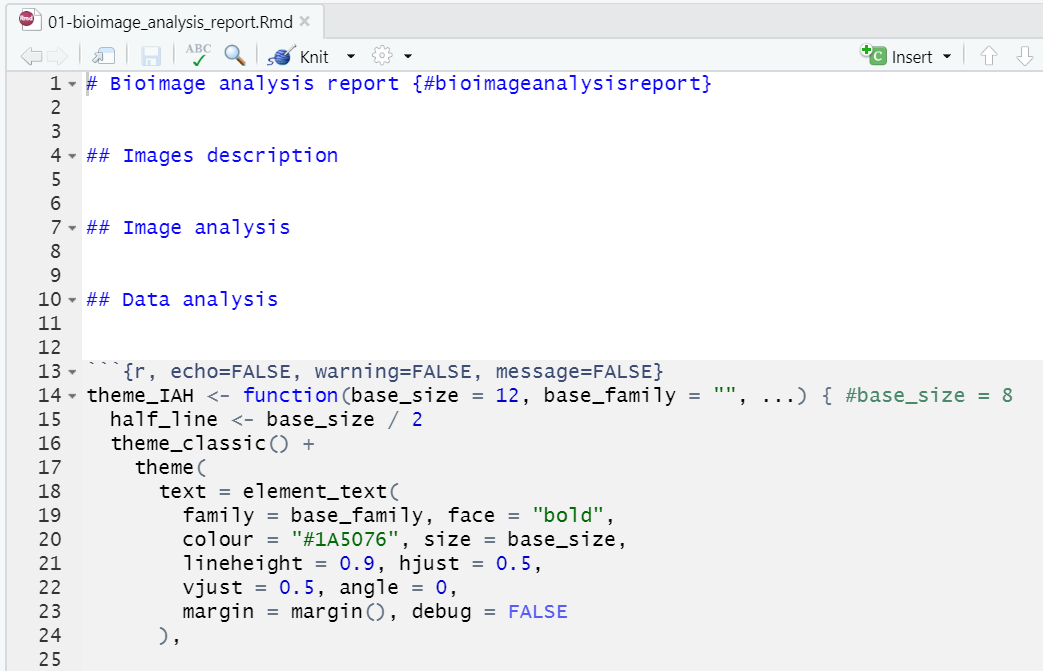 01-bioimage_analysis_report.Rmd
ABC Knit Insert
1 # Bioimage analysis report {#bioimageanalysisreport}
2
3
4 ## Images description
5
6
7 ## Image analysis
8
9
10 ## Data analysis
11
12
13 ```{r, echo=FALSE, warning=FALSE, message=FALSE}
14 theme_IAH <- function(base_size = 12, base_family = "", ...) { #base_size = 8
15   half_line <- base_size / 2
16   theme_classic() +
17     theme(
18       text = element_text(
19         family = base_family, face = "bold",
20         colour = "#1A5076", size = base_size,
21         lineheight = 0.9, hjust = 0.5,
22         vjust = 0.5, angle = 0,
23         margin = margin(), debug = FALSE
24       ),
25